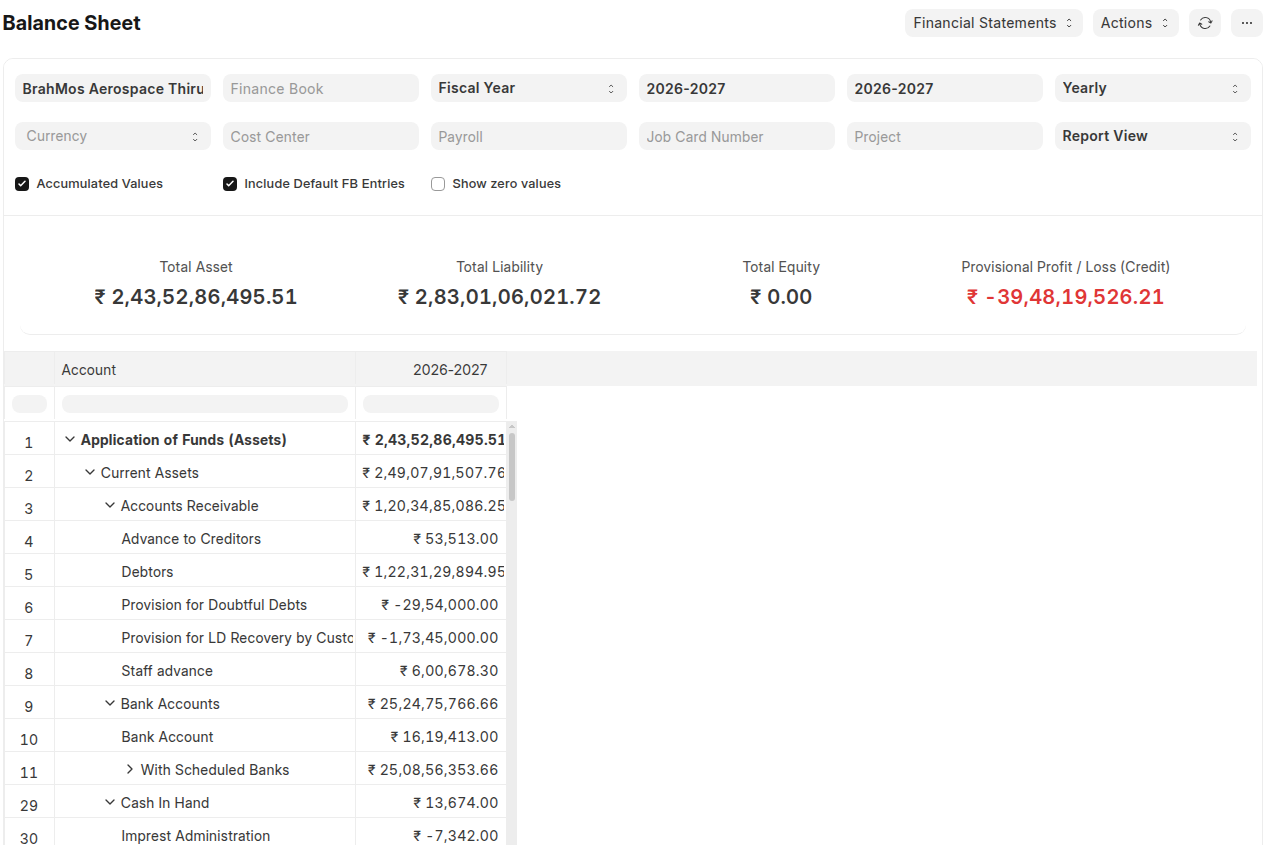 Balance Sheet
Financial Statements
Actions
BrahMos Aerospace Thiru
Finance Book
Fiscal Year
2026-2027
2026-2027
Yearly
Currency
Cost Center
Payroll
Job Card Number
Project
Report View
Accumulated Values
Include Default FB Entries
Show zero values
Total Asset
₹ 2,43,52,86,495.51
Total Liability
₹ 2,83,01,06,021.72
Total Equity
₹ 0.00
Provisional Profit / Loss (Credit)
₹ -39,48,19,526.21
Account 2026-2027
1 Application of Funds (Assets) ₹ 2,43,52,86,495.51
2 Current Assets ₹ 2,49,07,91,507.76
3 Accounts Receivable ₹ 1,20,34,85,086.25
4 Advance to Creditors ₹ 53,513.00
5 Debtors ₹ 1,22,31,29,894.95
6 Provision for Doubtful Debts ₹ -29,54,000.00
7 Provision for LD Recovery by Custo ₹ -1,73,45,000.00
8 Staff advance ₹ 6,00,678.30
9 Bank Accounts ₹ 25,24,75,766.66
10 Bank Account ₹ 16,19,413.00
11 With Scheduled Banks ₹ 25,08,56,353.66
29 Cash In Hand ₹ 13,674.00
30 Imprest Administration ₹ -7,342.00